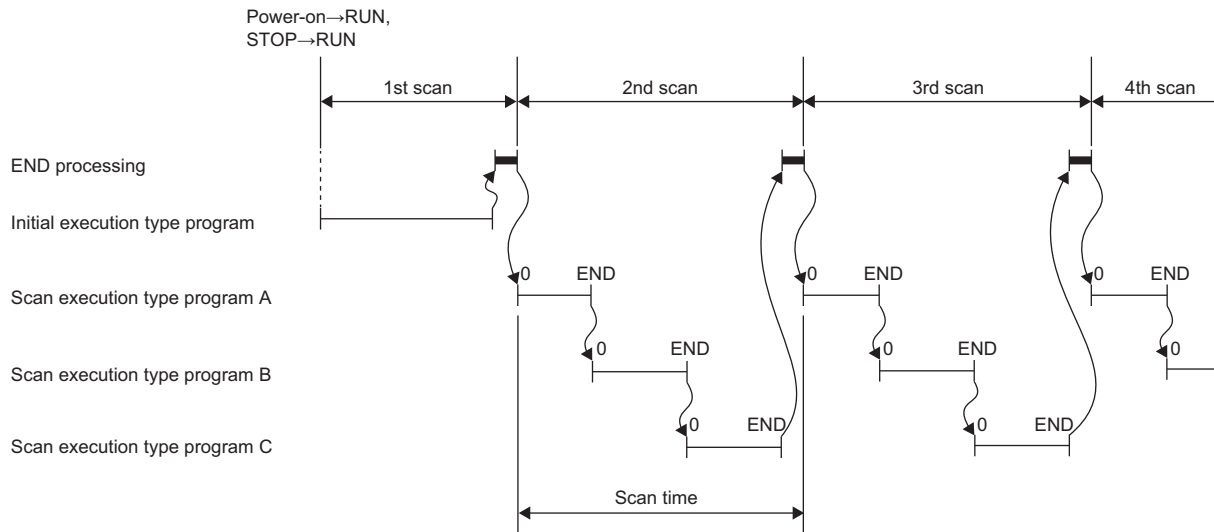 Power-on→RUN,
STOP→RUN
1st scan 2nd scan 3rd scan 4th scan
END processing
Initial execution type program
0 END 0 END 0 END
Scan execution type program A
0 END 0 END 0
Scan execution type program B
0 END 0 END
Scan execution type program C
Scan time